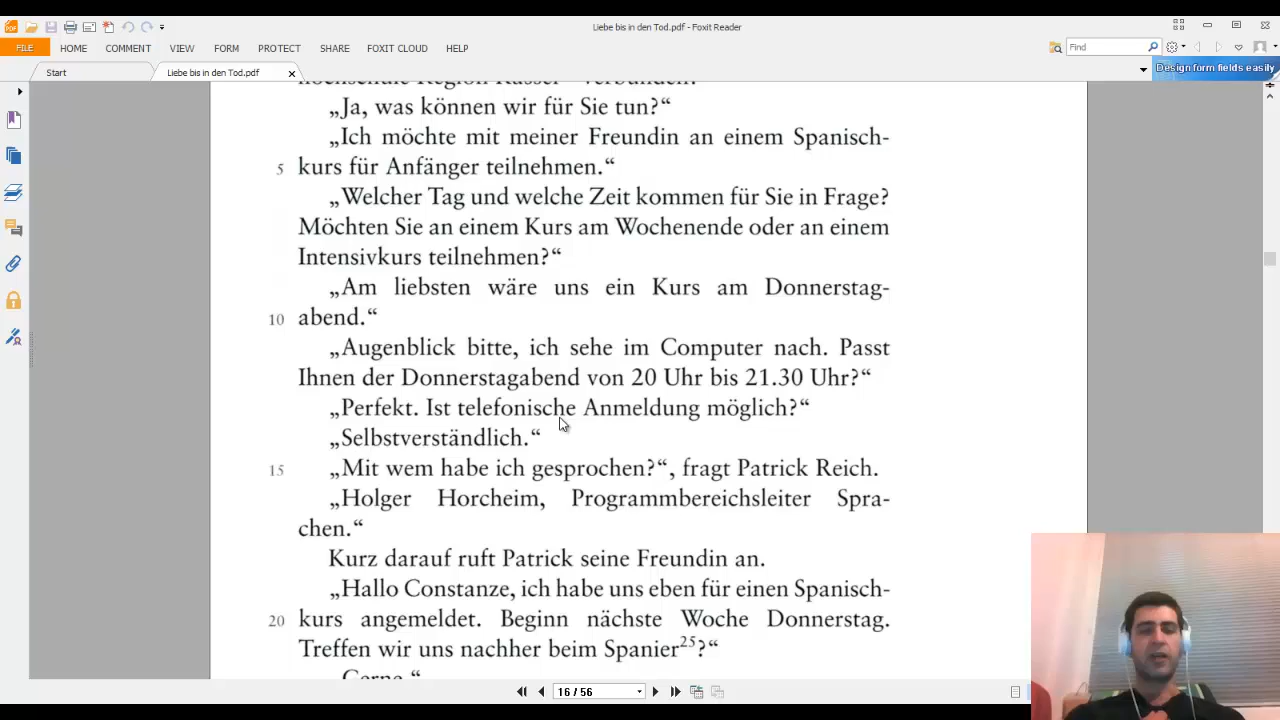 Liebe bis in den Tod.pdf - Foxit Reader
FILE HOME COMMENT VIEW FORM PROTECT SHARE FOXIT CLOUD HELP Find
Start Liebe bis in den Tod.pdf Design form fields easily
„Ja, was können wir für Sie tun?“
„Ich möchte mit meiner Freundin an einem Spanisch-
5 kurs für Anfänger teilnehmen.“
„Welcher Tag und welche Zeit kommen für Sie in Frage?
Möchten Sie an einem Kurs am Wochenende oder an einem
Intensivkurs teilnehmen?“
„Am liebsten wäre uns ein Kurs am Donnerstag-
10 abend.“
„Augenblick bitte, ich sehe im Computer nach. Passt
Ihnen der Donnerstagabend von 20 Uhr bis 21.30 Uhr?“
„Perfekt. Ist telefonische Anmeldung möglich?“
„Selbstverständlich.“
15 „Mit wem habe ich gesprochen?“, fragt Patrick Reich.
„Holger Horcheim, Programmbereichsleiter Spra-
chen.“
Kurz darauf ruft Patrick seine Freundin an.
„Hallo Constanze, ich habe uns eben für einen Spanisch-
20 kurs angemeldet. Beginn nächste Woche Donnerstag.
Treffen wir uns nachher beim Spanier25?“
16 / 56